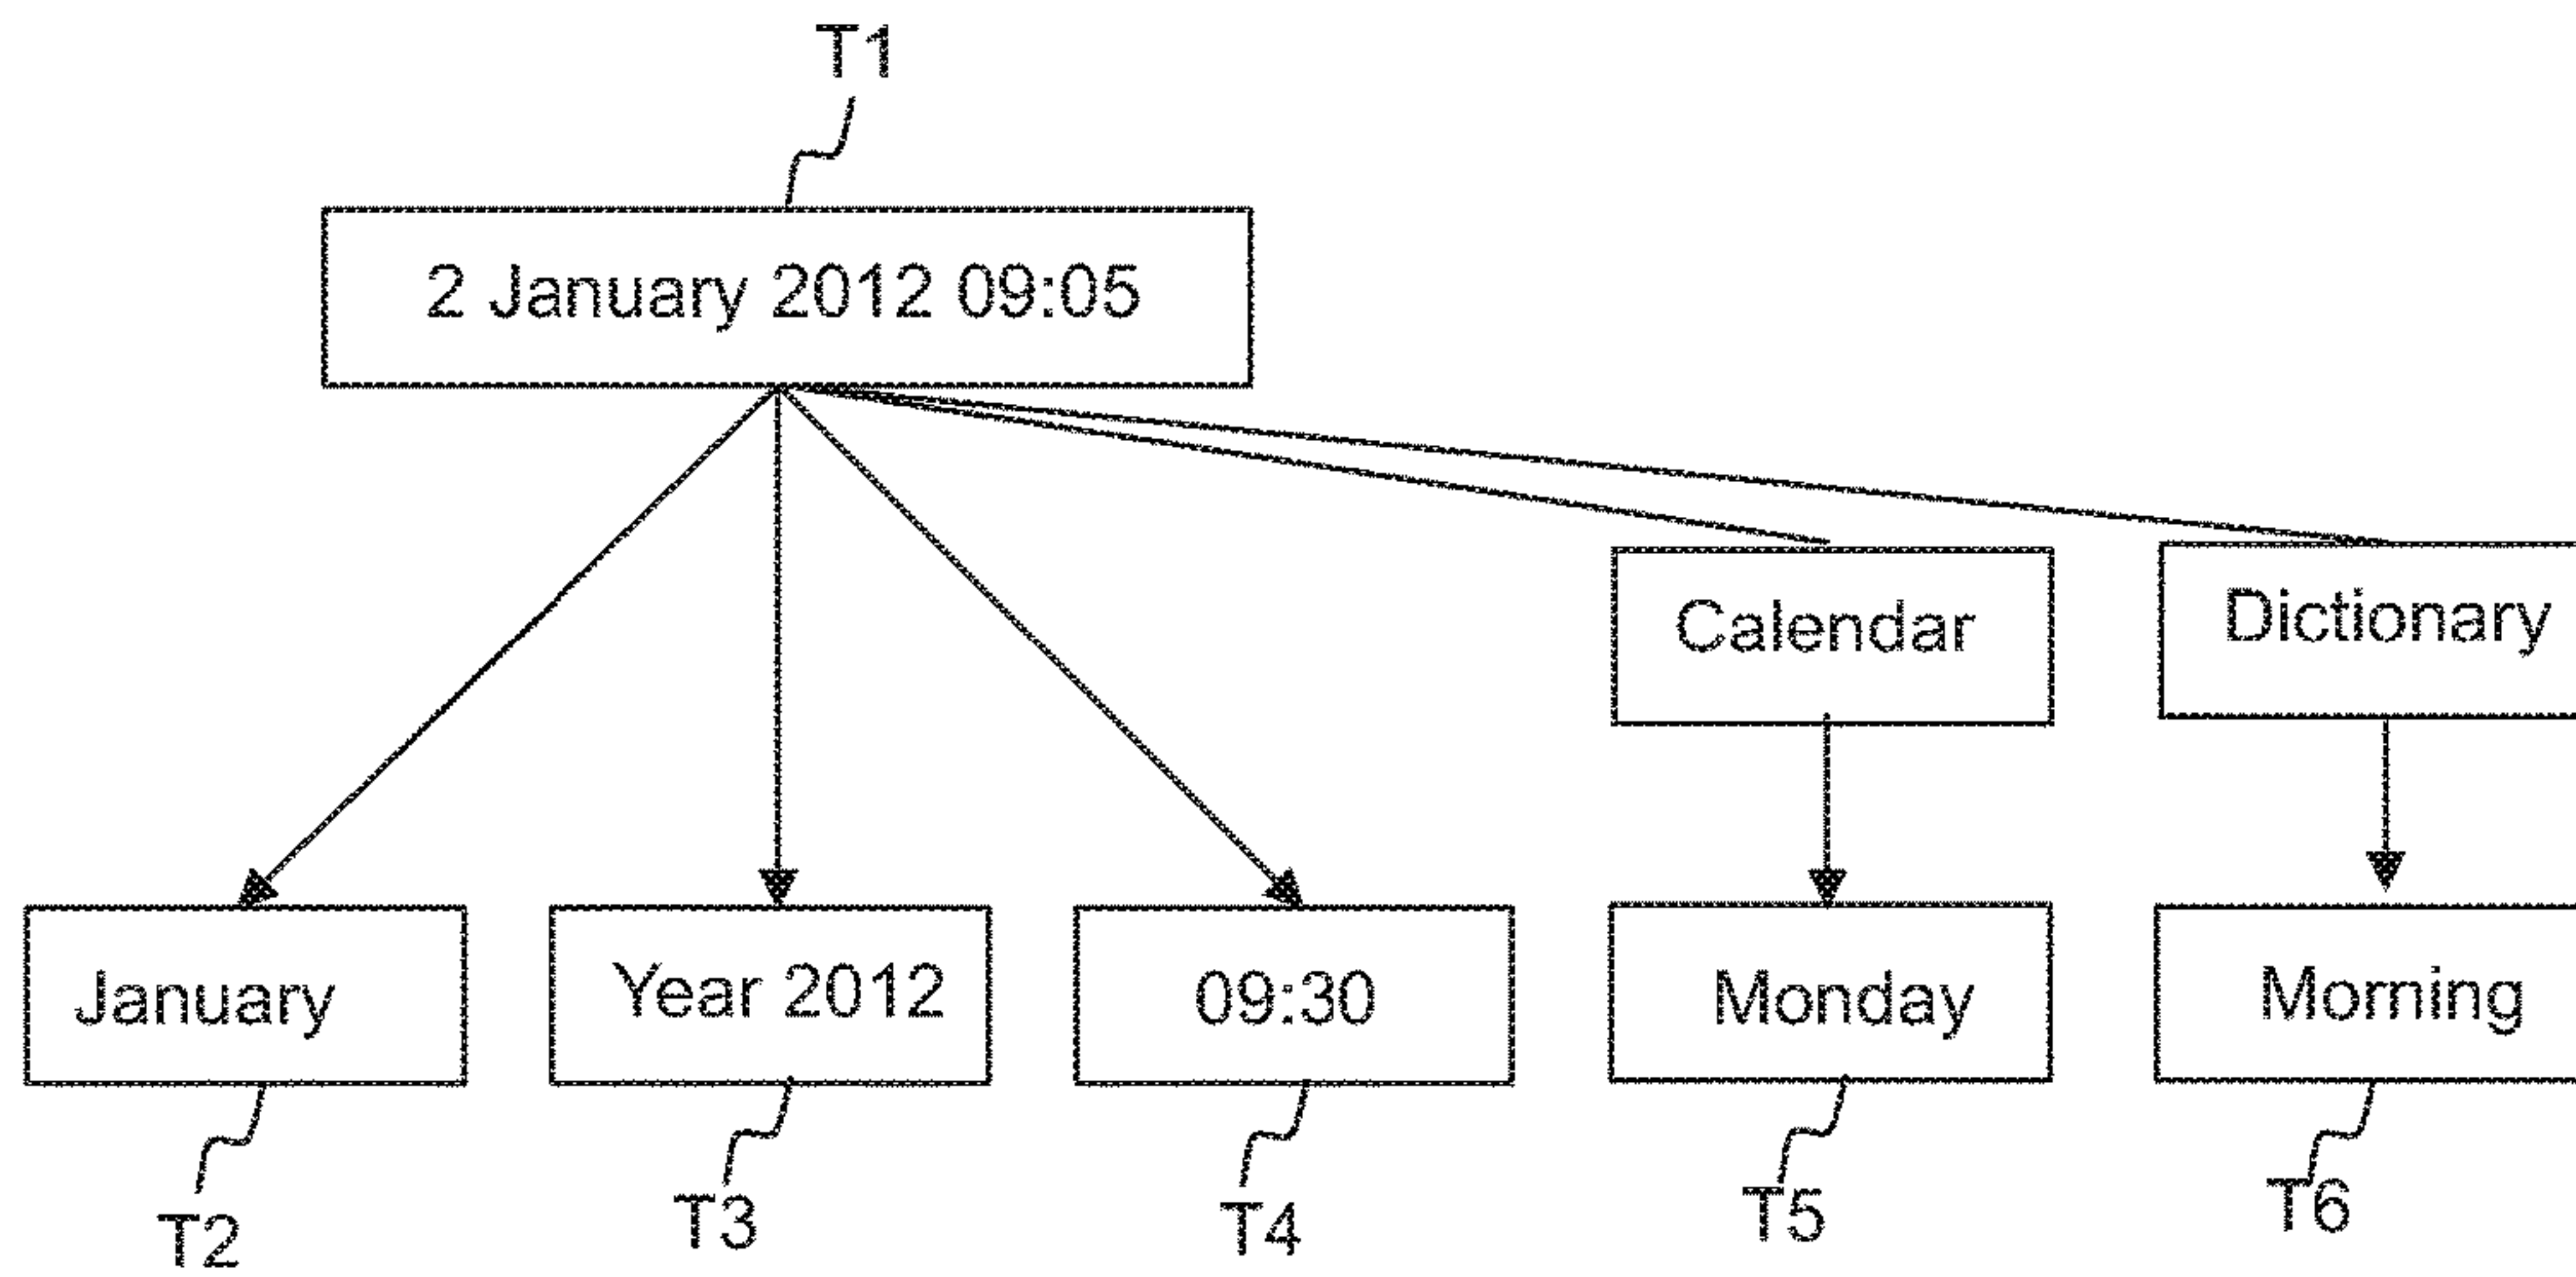 T1
2 January 2012 09:05
Calendar
Dictionary
January
Year 2012
09:30
Monday
Morning
T2
T3
T4
T5
T6